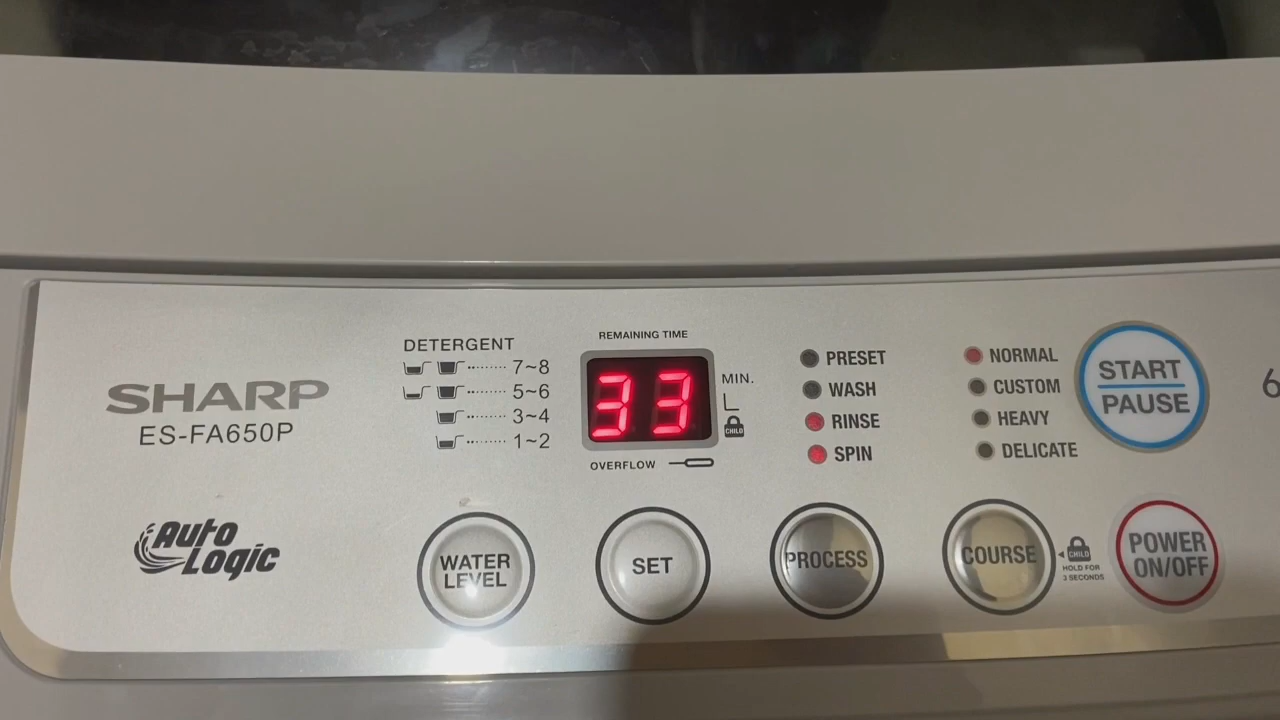 SHARP
ES-FA650P
Auto
Logic
DETERGENT
7~8
5~6
3~4
1~2
REMAINING TIME
33
MIN.
L
CHILD
OVERFLOW
PRESET
WASH
RINSE
SPIN
NORMAL
CUSTOM
HEAVY
DELICATE
START
PAUSE
6
WATER
LEVEL
SET
PROCESS
COURSE
CHILD
HOLD FOR
3 SECONDS
POWER
ON/OFF